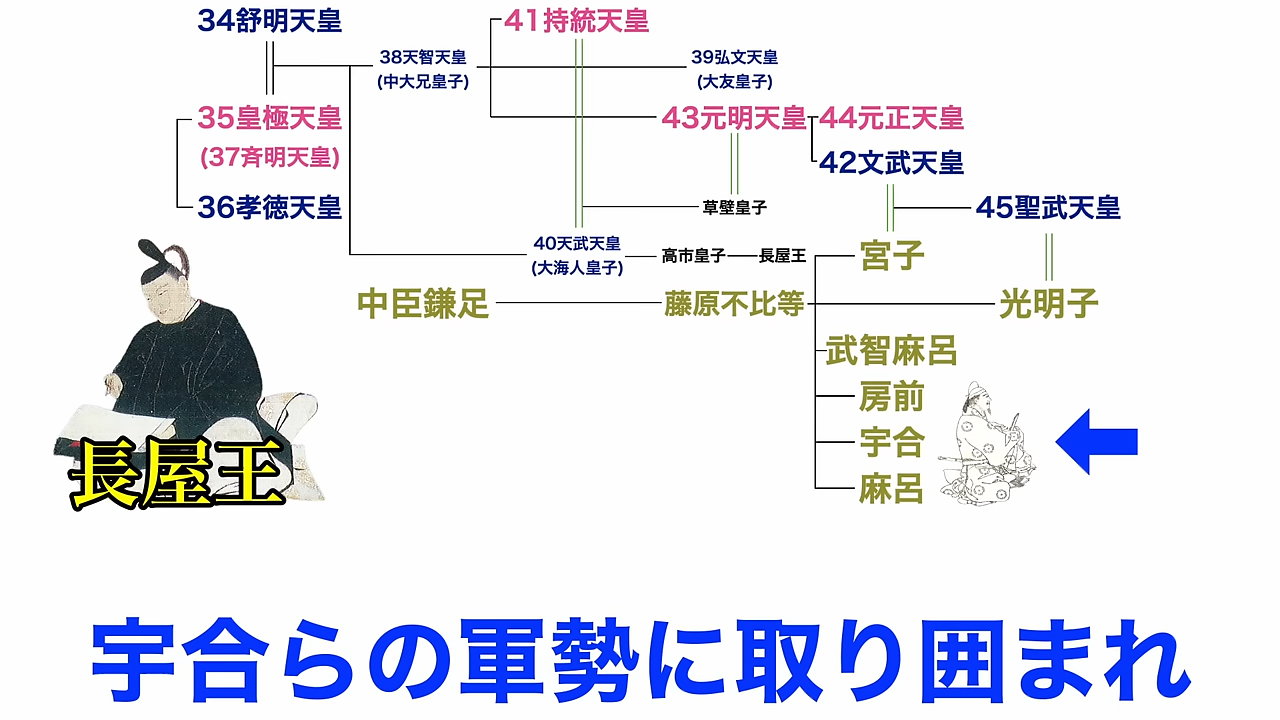 34舒明天皇
41持統天皇
38天智天皇
(中大兄皇子)
39弘文天皇
(大友皇子)
35皇極天皇
(37斉明天皇)
43元明天皇
44元正天皇
42文武天皇
36孝徳天皇
草壁皇子
45聖武天皇
40天武天皇
(大海人皇子)
高市皇子
長屋王
宮子
中臣鎌足
藤原不比等
光明子
武智麻呂
房前
宇合
麻呂
長屋王
宇合らの軍勢に取り囲まれ